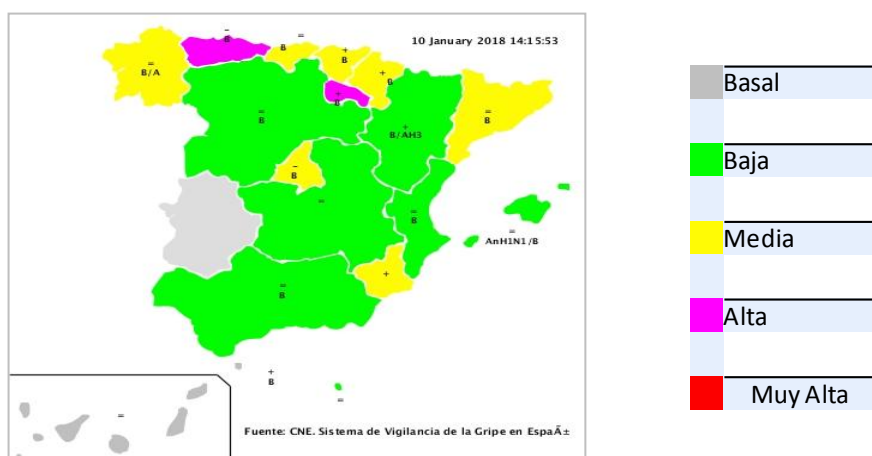 10 January 2018 14:15:53
−
B
=
B
+
B
=
B/A
+
B
+
B
=
B
+
B/AH3
=
B
−
B
=
=
B
=
AnH1N1/B
+
=
B
+
B
=
=
Fuente: CNE. Sistema de Vigilancia de la Gripe en EspaÃ±
Basal
Baja
Media
Alta
Muy Alta